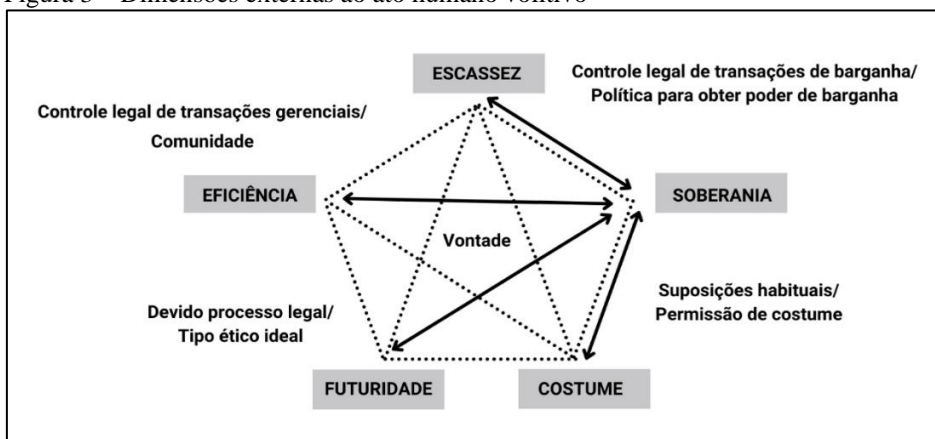 Figura 3 – Dimensões externas ao ato humano volitivo
ESCASSEZ
Controle legal de transações de barganha/
Política para obter poder de barganha
Controle legal de transações gerenciais/
Comunidade
EFICIÊNCIA
SOBERANIA
Vontade
Devido processo legal/
Tipo ético ideal
Suposições habituais/
Permissão de costume
FUTURIDADE
COSTUME